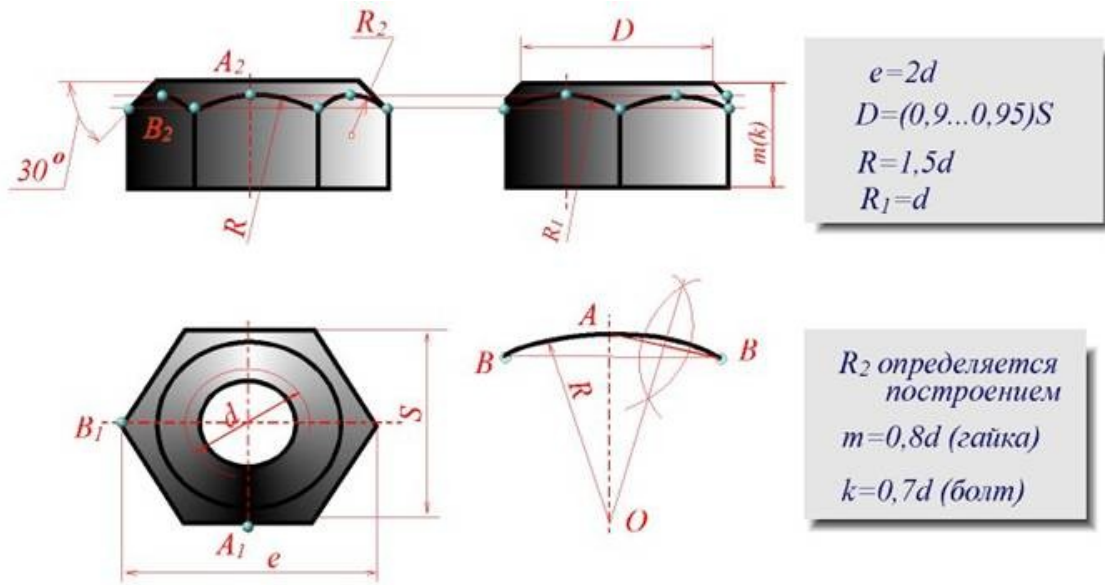 R2
A2
D
e=2d
D=(0,9...0,95)S
B2
m(k)
R=1,5d
30°
R1=d
R
R1
A
B
B
R2 определяется
построением
d
S
R
B1
m=0,8d (гайка)
k=0,7d (болт)
A1
O
e